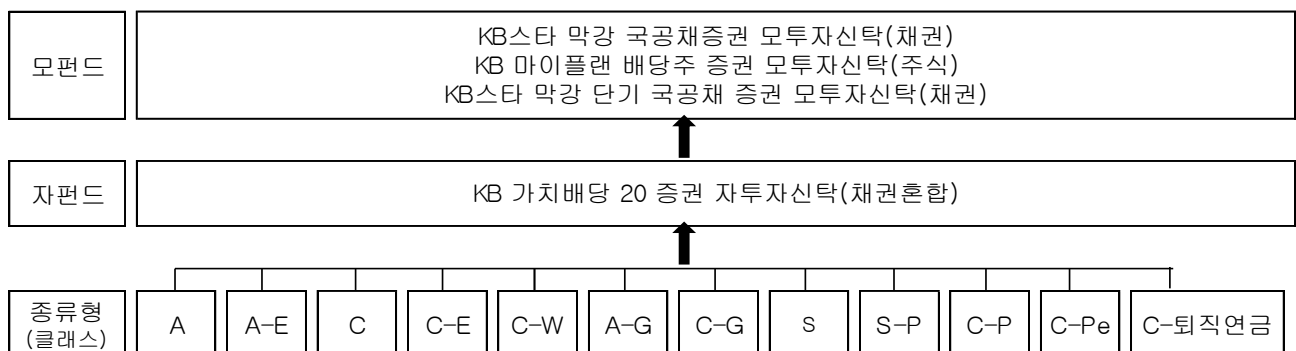 모펀드
KB스타 막강 국공채증권 모투자신탁(채권)
KB 마이플랜 배당주 증권 모투자신탁(주식)
KB스타 막강 단기 국공채 증권 모투자신탁(채권)
자펀드
KB 가치배당 20 증권 자투자신탁(채권혼합)
종류형
(클래스)
A
A-E
C
C-E
C-W
A-G
C-G
S
S-P
C-P
C-Pe
C-퇴직연금